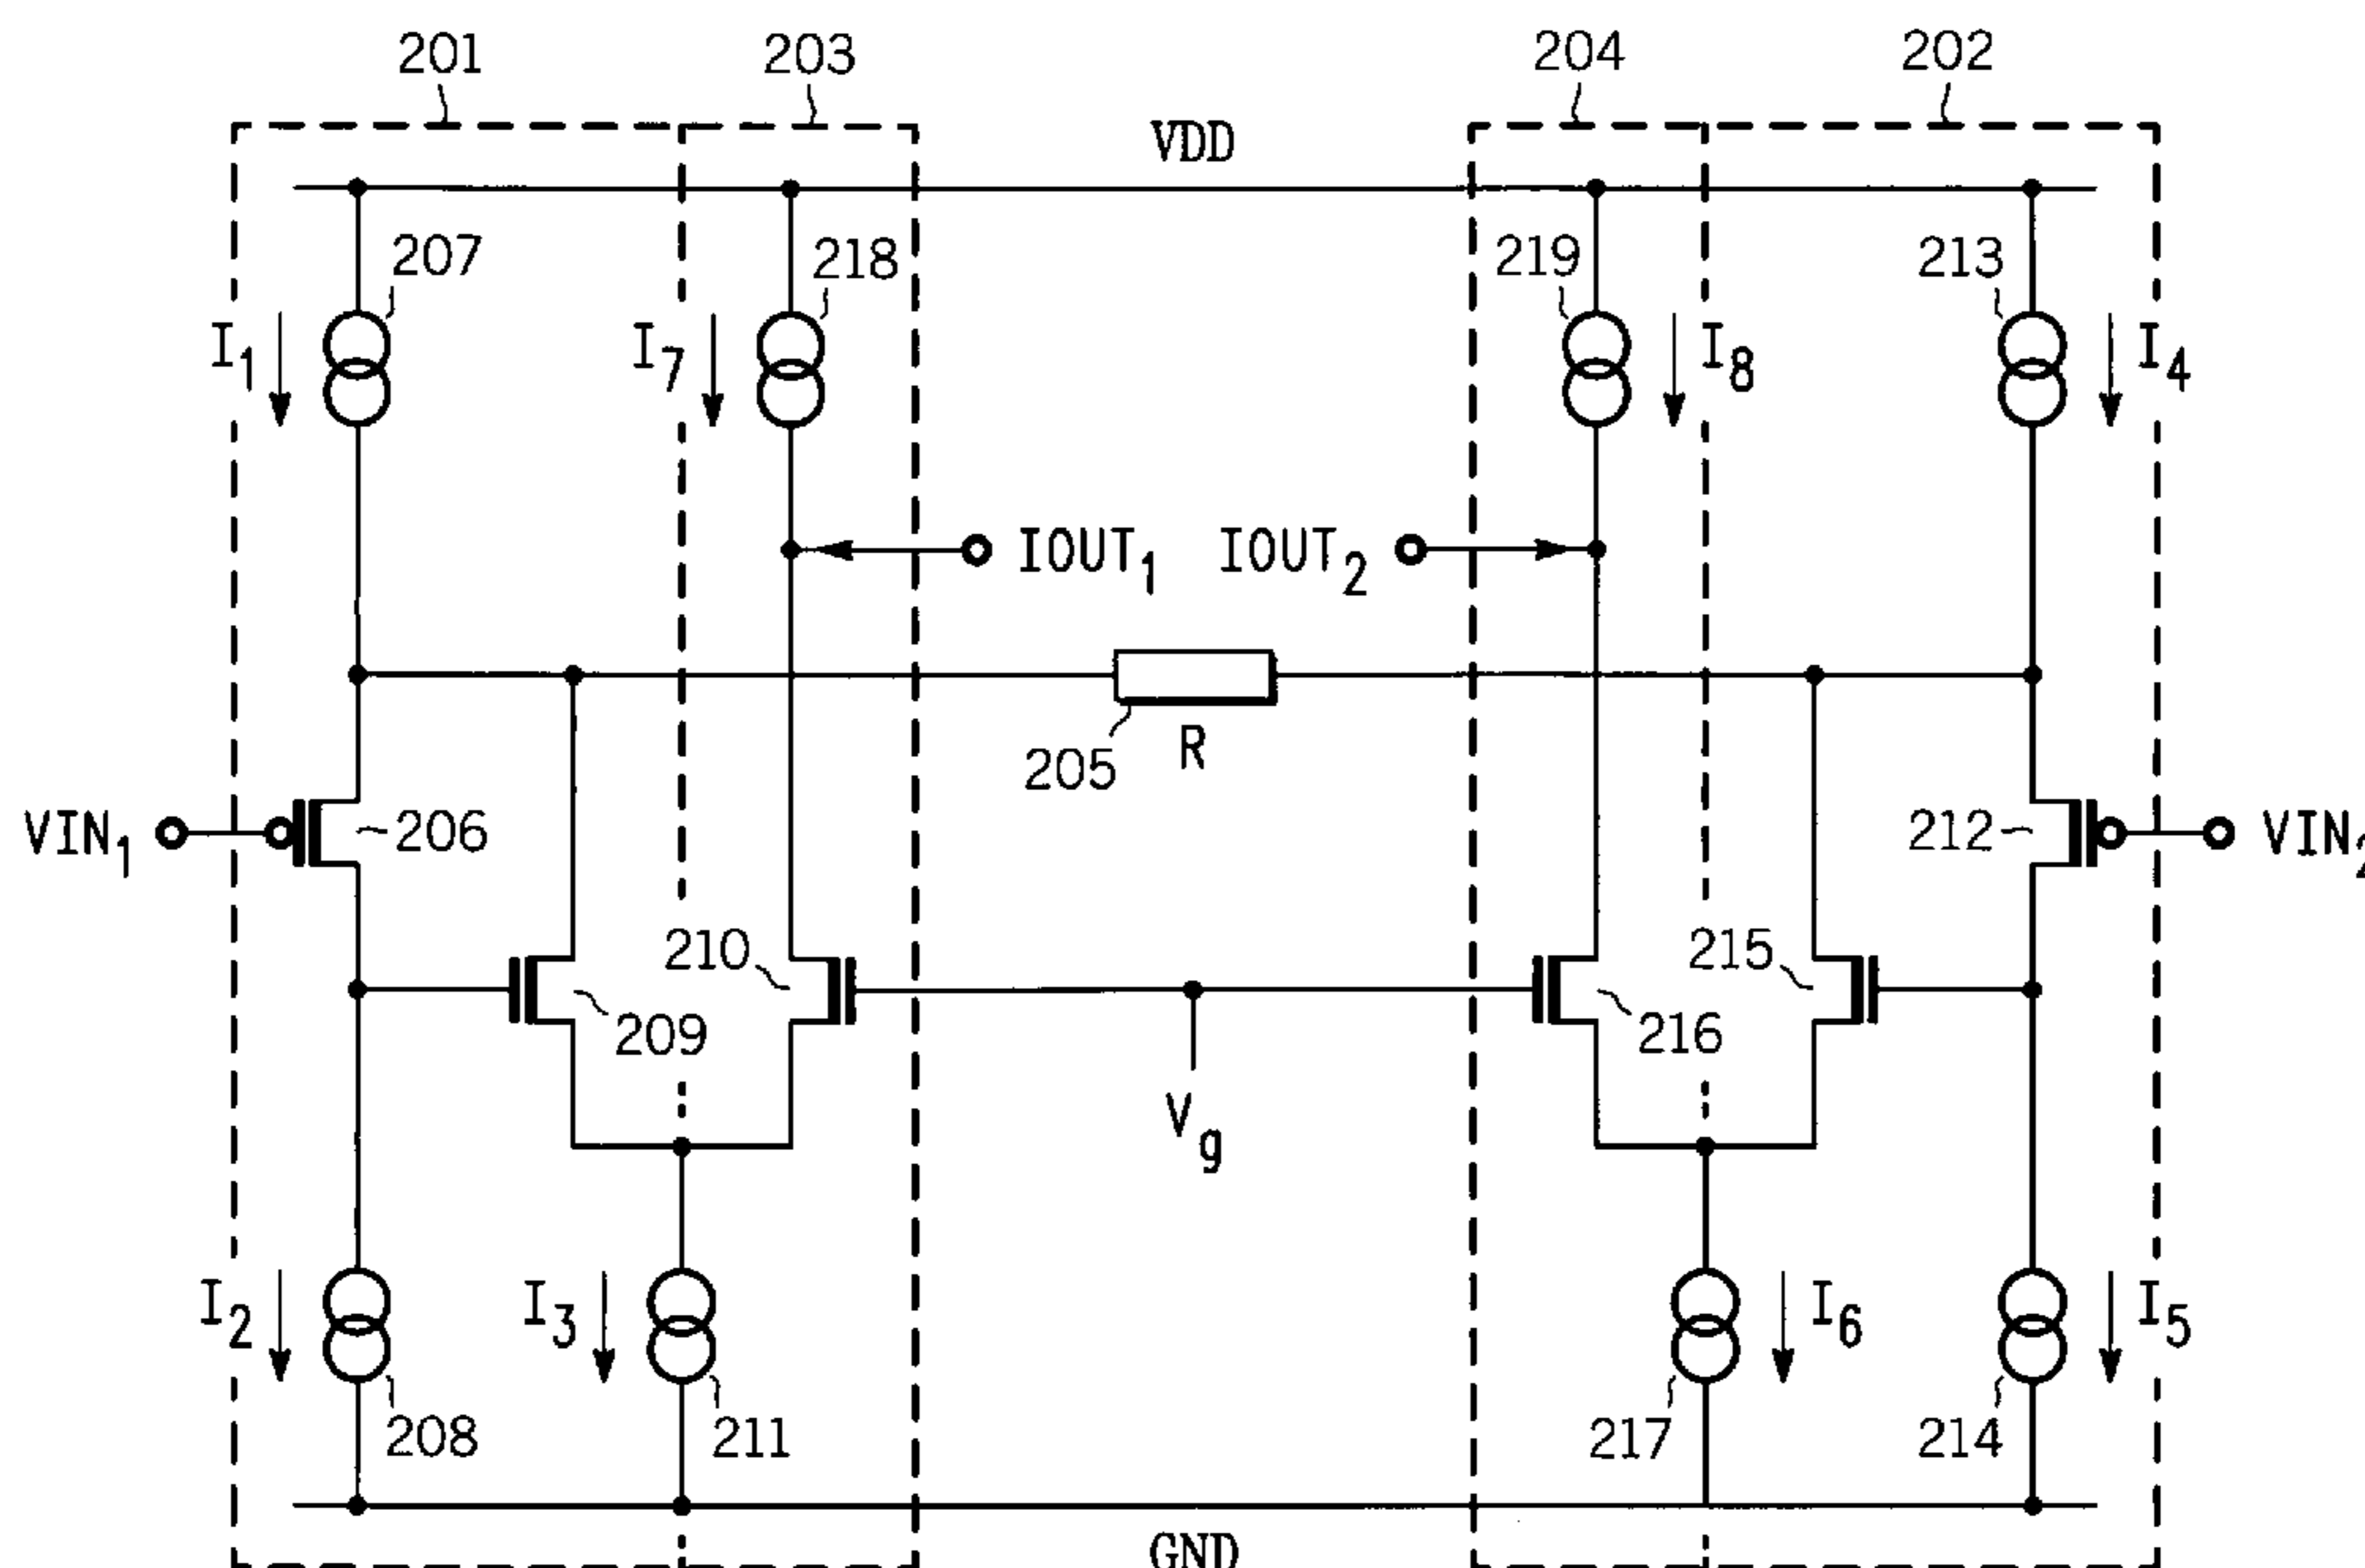 201 203 204 202
VDD
207 218 219 213
I1 I7 I8 I4
IOUT1 IOUT2
205 R
VIN1 206 212 VIN2
210 215
209 216
Vg
I2 I3 I6 I5
208 211 217 214
GND